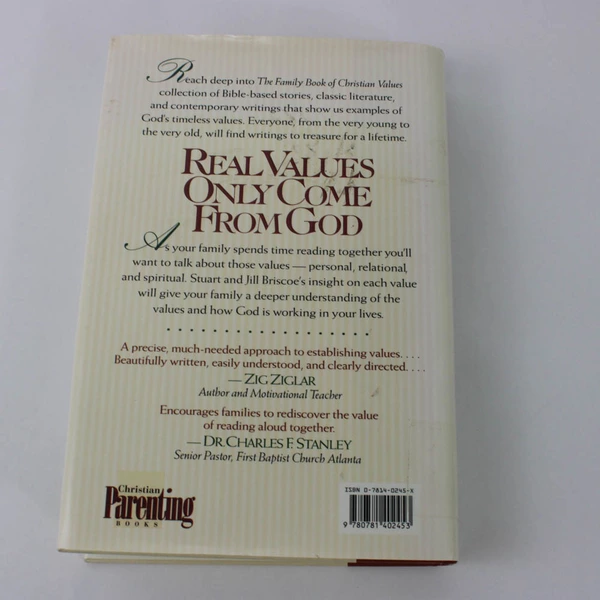 Reach deep into The Family Book of Christian Values
collection of Bible-based stories, classic literature,
and contemporary writings that show us examples of
God's timeless values. Everyone, from the very young to
the very old, will find writings to treasure for a lifetime.
REAL VALUES
ONLY COME
FROM GOD
As your family spends time reading together you'll
want to talk about those values — personal, relational,
and spiritual. Stuart and Jill Briscoe's insight on each value
will give your family a deeper understanding of the
values and how God is working in your lives.
A precise, much-needed approach to establishing values. . . .
Beautifully written, easily understood, and clearly directed. . . .
— ZIG ZIGLAR
Author and Motivational Teacher
Encourages families to rediscover the value
of reading aloud together.
— DR. CHARLES F. STANLEY
Senior Pastor, First Baptist Church Atlanta
Christian
Parenting
BOOKS
ISBN 0-7814-0245-X
9 780781 402453